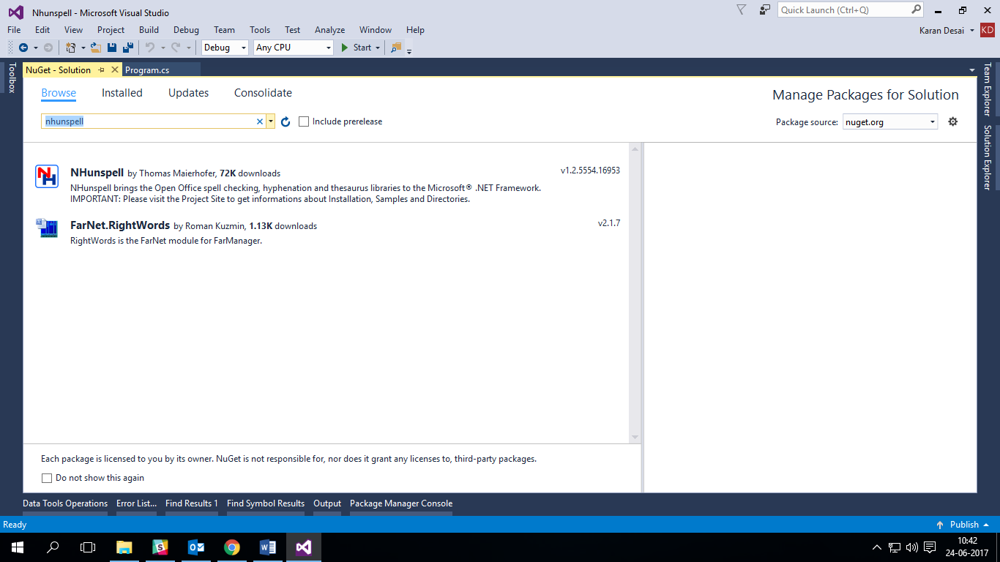 Nhunspell - Microsoft Visual Studio
Quick Launch (Ctrl+Q)
File Edit View Project Build Debug Team Tools Test Analyze Window Help
Karan Desai KD
Debug Any CPU Start
Toolbox
NuGet - Solution Program.cs
Team Explorer
Solution Explorer
Browse Installed Updates Consolidate
Manage Packages for Solution
nhunspell Include prerelease
Package source: nuget.org
NH
NHunspell by Thomas Maierhofer, 72K downloads v1.2.5554.16953
NHunspell brings the Open Office spell checking, hyphenation and thesaurus libraries to the Microsoft® .NET Framework.
IMPORTANT: Please visit the Project Site to get informations about Installation, Samples and Directories.
FarNet.RightWords by Roman Kuzmin, 1.13K downloads v2.1.7
RightWords is the FarNet module for FarManager.
Each package is licensed to you by its owner. NuGet is not responsible for, nor does it grant any licenses to, third-party packages.
Do not show this again
Data Tools Operations Error List... Find Results 1 Find Symbol Results Output Package Manager Console
Ready Publish
10:42
24-06-2017